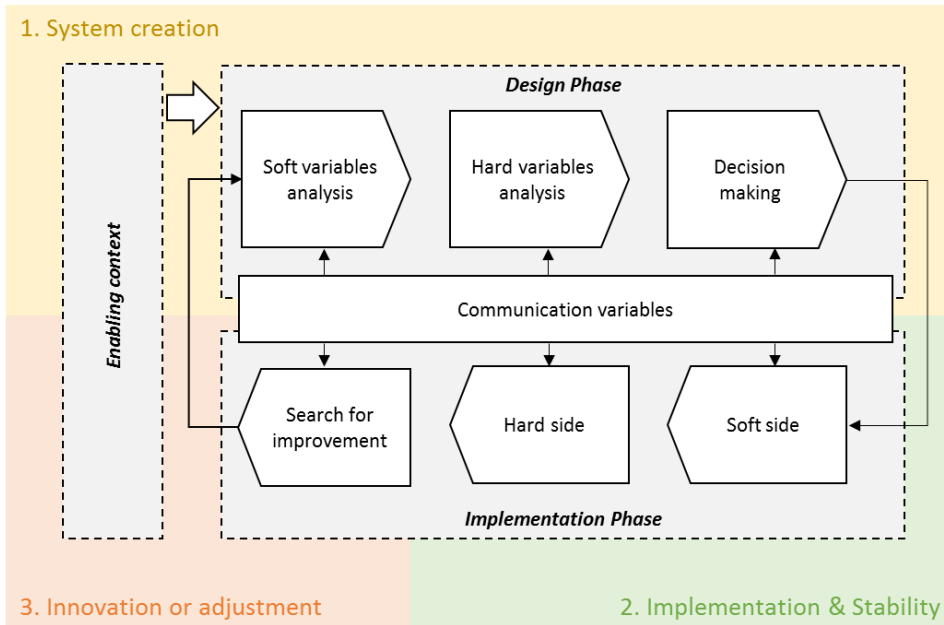 1. System creation
Design Phase
Soft variables
analysis
Hard variables
analysis
Decision
making
Enabling context
Communication variables
Search for
improvement
Hard side
Soft side
Implementation Phase
3. Innovation or adjustment
2. Implementation & Stability